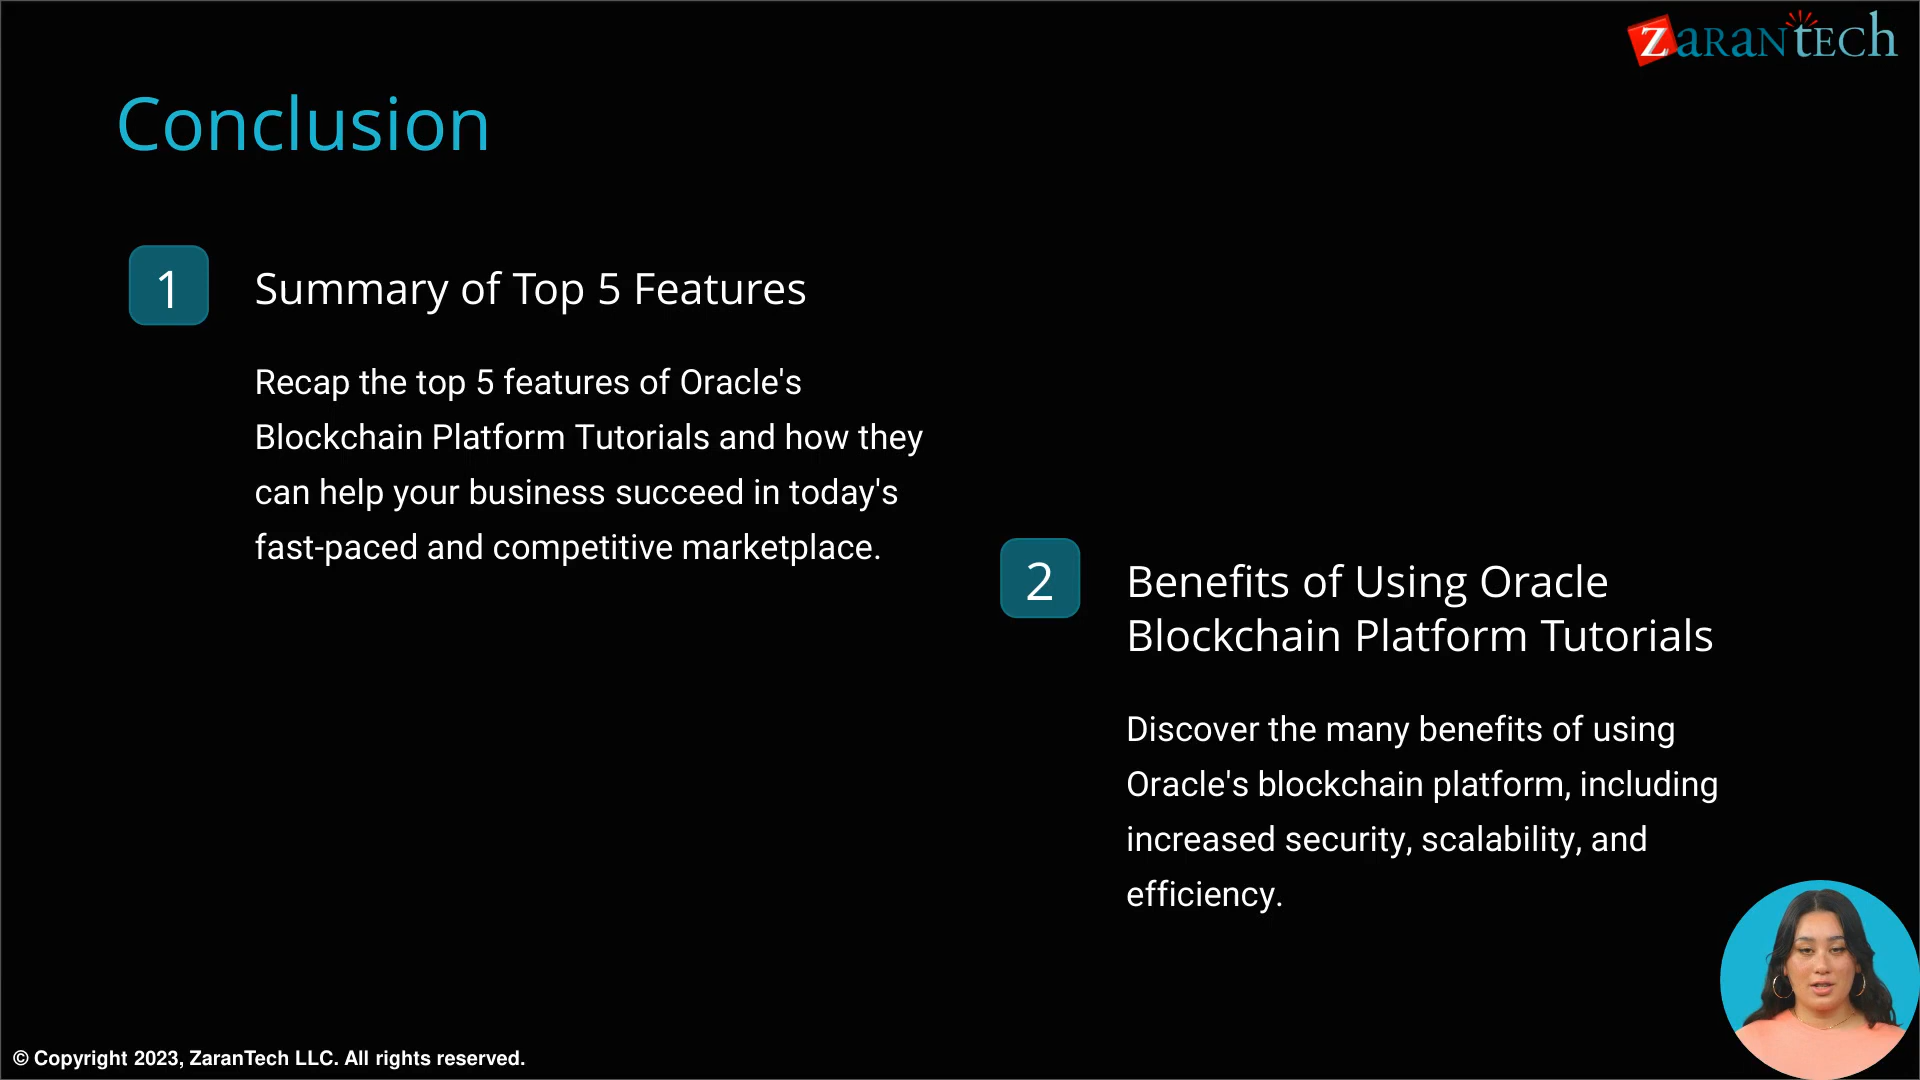 ZaranTech
Conclusion
1
Summary of Top 5 Features
Recap the top 5 features of Oracle's
Blockchain Platform Tutorials and how they
can help your business succeed in today's
fast-paced and competitive marketplace.
2
Benefits of Using Oracle
Blockchain Platform Tutorials
Discover the many benefits of using
Oracle's blockchain platform, including
increased security, scalability, and
efficiency.
© Copyright 2023, ZaranTech LLC. All rights reserved.